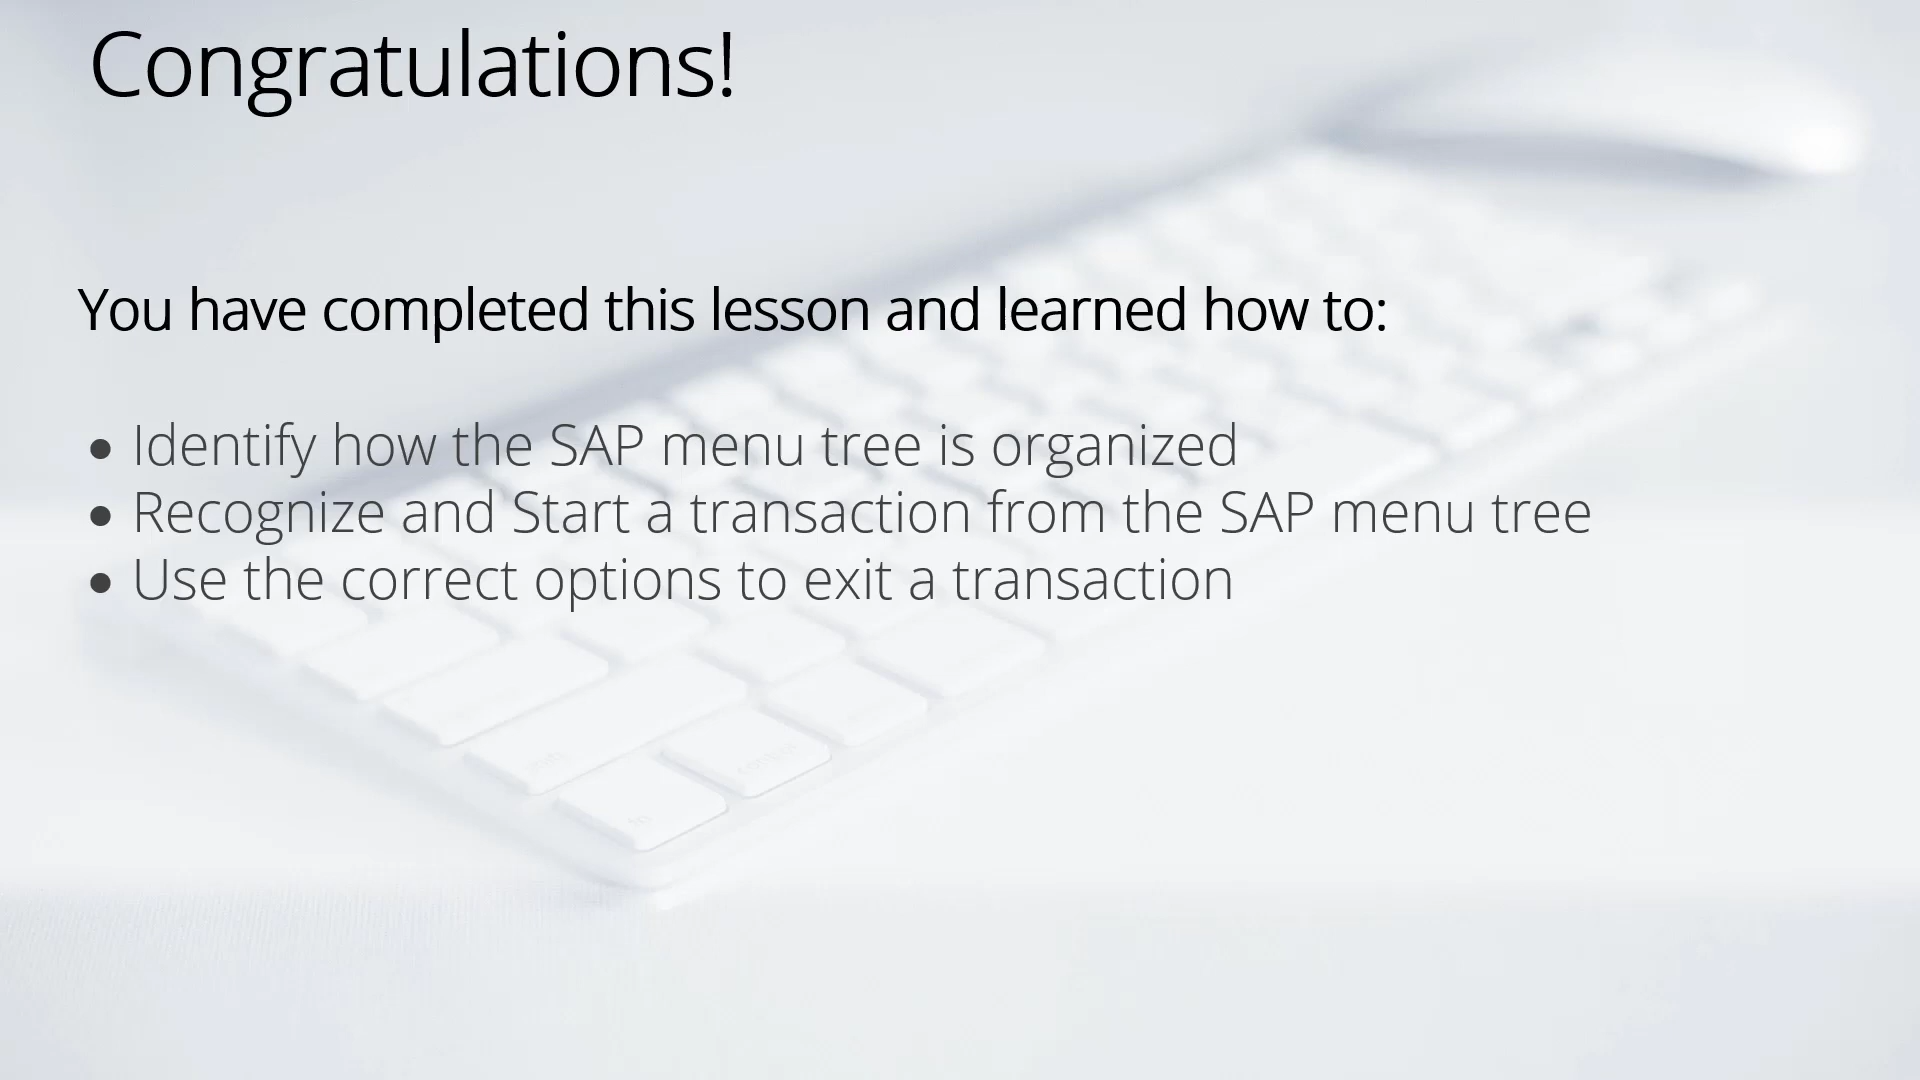 Congratulations!
You have completed this lesson and learned how to:
• Identify how the SAP menu tree is organized
• Recognize and Start a transaction from the SAP menu tree
• Use the correct options to exit a transaction